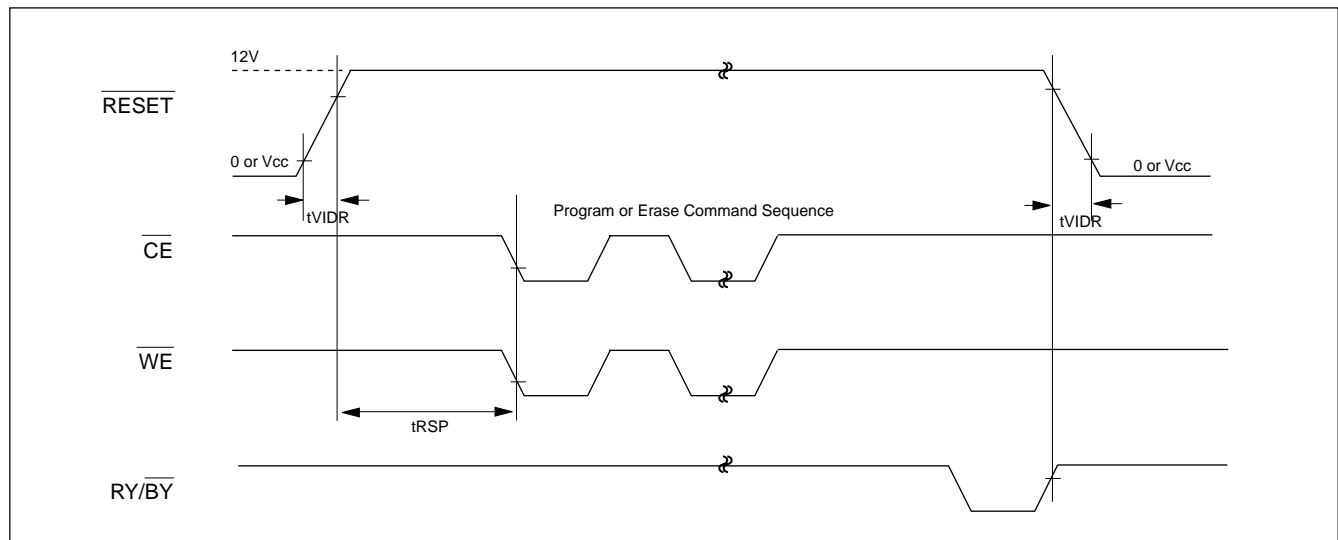 12V
RESET
0 or Vcc
0 or Vcc
tVIDR
Program or Erase Command Sequence
tVIDR
CE
WE
tRSP
RY/BY